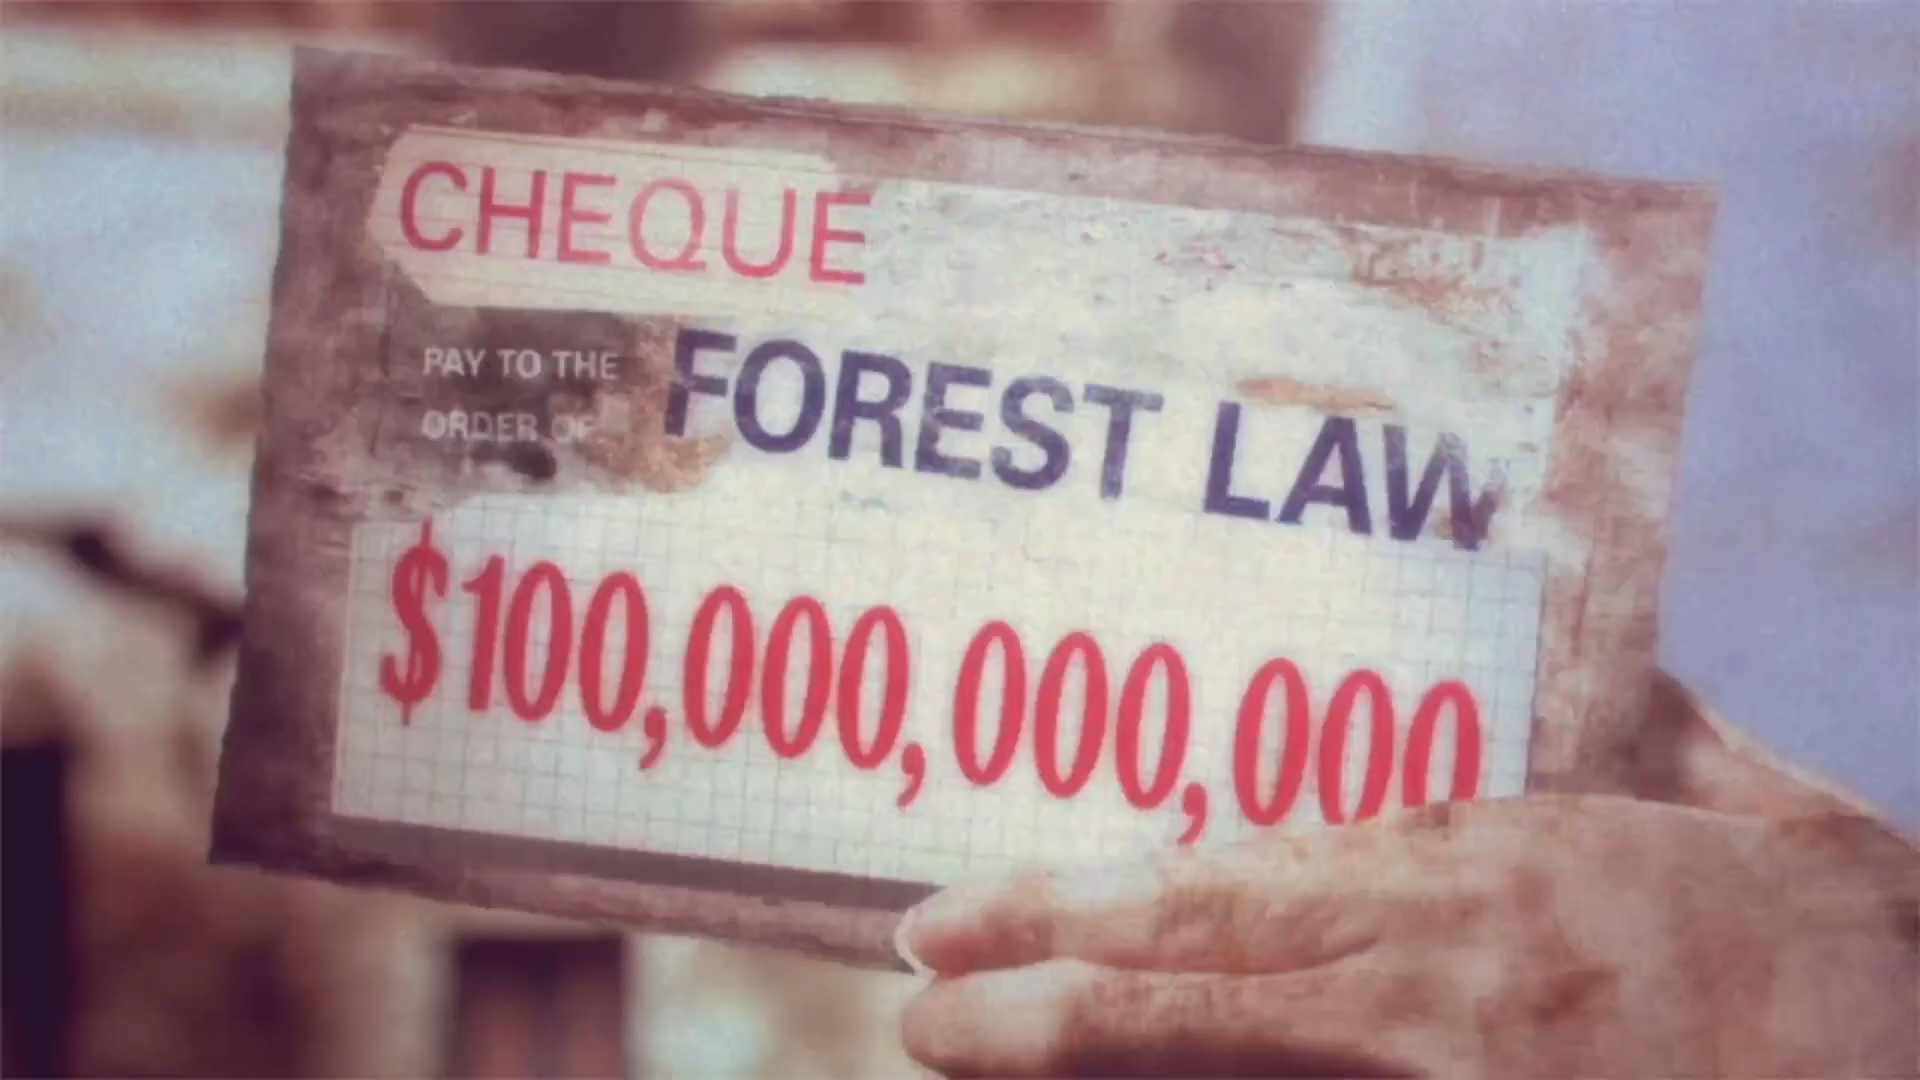 CHEQUE
PAY TO THE
ORDER OF
FOREST LAW
$100,000,000,000